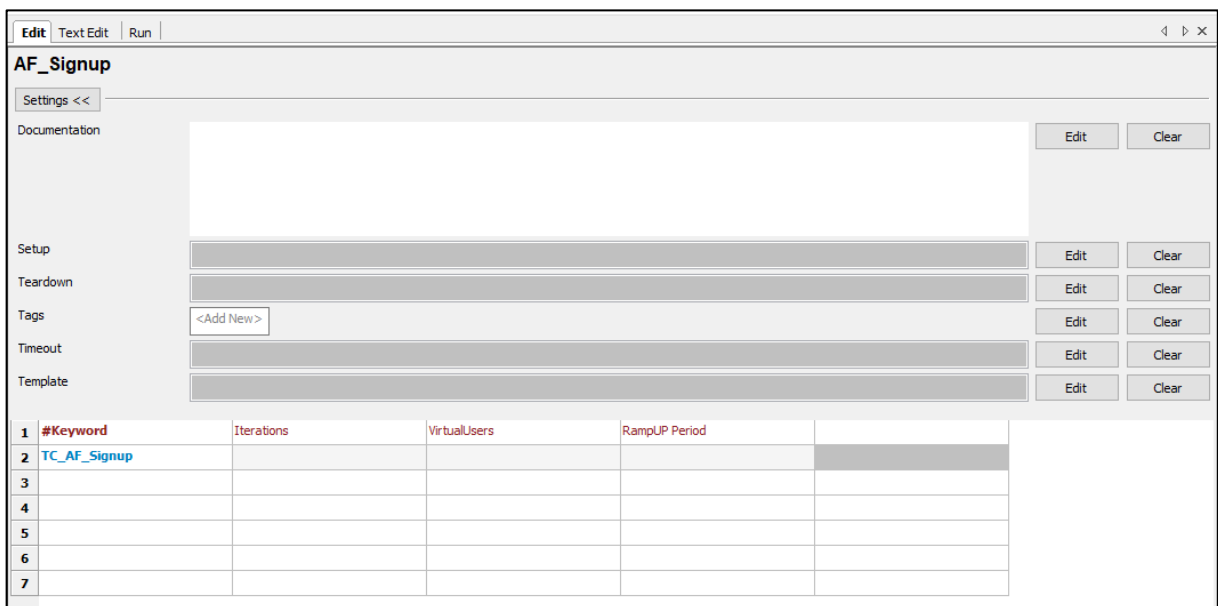 Edit Text Edit Run
AF_Signup
Settings <<
Documentation Edit Clear
Setup Edit Clear
Teardown Edit Clear
Tags <Add New> Edit Clear
Timeout Edit Clear
Template Edit Clear
1 #Keyword Iterations VirtualUsers RampUP Period
2 TC_AF_Signup
3
4
5
6
7